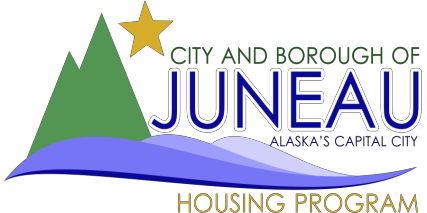 CITY AND BOROUGH OF
JUNEAU
ALASKA'S CAPITAL CITY
HOUSING PROGRAM